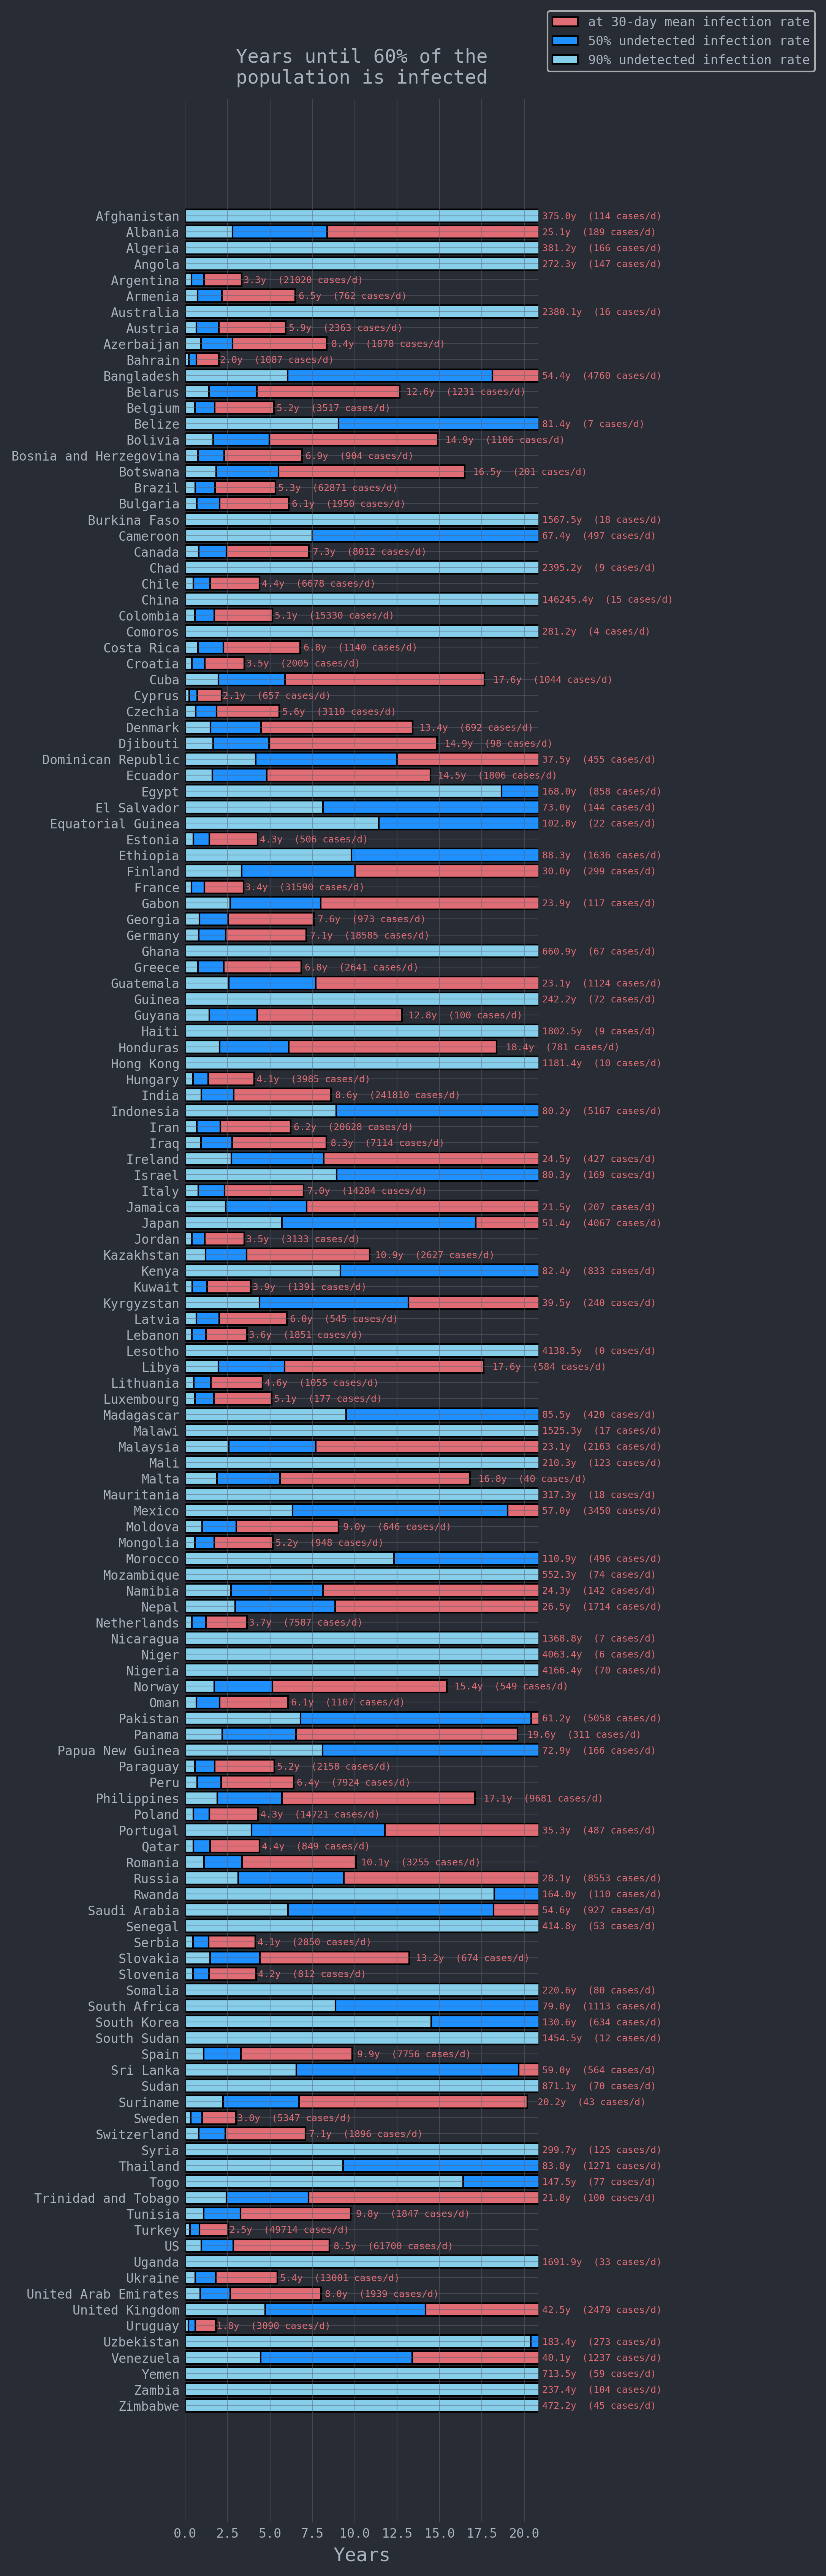 at 30-day mean infection rate
50% undetected infection rate
90% undetected infection rate
Years until 60% of the
population is infected
Afghanistan 375.0y (114 cases/d)
Albania 25.1y (189 cases/d)
Algeria 381.2y (166 cases/d)
Angola 272.3y (147 cases/d)
Argentina 3.3y (21020 cases/d)
Armenia 6.5y (762 cases/d)
Australia 2380.1y (16 cases/d)
Austria 5.9y (2363 cases/d)
Azerbaijan 8.4y (1878 cases/d)
Bahrain 2.0y (1087 cases/d)
Bangladesh 54.4y (4760 cases/d)
Belarus 12.6y (1231 cases/d)
Belgium 5.2y (3517 cases/d)
Belize 81.4y (7 cases/d)
Bolivia 14.9y (1106 cases/d)
Bosnia and Herzegovina 6.9y (904 cases/d)
Botswana 16.5y (201 cases/d)
Brazil 5.3y (62871 cases/d)
Bulgaria 6.1y (1950 cases/d)
Burkina Faso 1567.5y (18 cases/d)
Cameroon 67.4y (497 cases/d)
Canada 7.3y (8012 cases/d)
Chad 2395.2y (9 cases/d)
Chile 4.4y (6678 cases/d)
China 146245.4y (15 cases/d)
Colombia 5.1y (15330 cases/d)
Comoros 281.2y (4 cases/d)
Costa Rica 6.8y (1140 cases/d)
Croatia 3.5y (2005 cases/d)
Cuba 17.6y (1044 cases/d)
Cyprus 2.1y (657 cases/d)
Czechia 5.6y (3110 cases/d)
Denmark 13.4y (692 cases/d)
Djibouti 14.9y (98 cases/d)
Dominican Republic 37.5y (455 cases/d)
Ecuador 14.5y (1806 cases/d)
Egypt 168.0y (858 cases/d)
El Salvador 73.0y (144 cases/d)
Equatorial Guinea 102.8y (22 cases/d)
Estonia 4.3y (506 cases/d)
Ethiopia 88.3y (1636 cases/d)
Finland 30.0y (299 cases/d)
France 3.4y (31590 cases/d)
Gabon 23.9y (117 cases/d)
Georgia 7.6y (973 cases/d)
Germany 7.1y (18585 cases/d)
Ghana 660.9y (67 cases/d)
Greece 6.8y (2641 cases/d)
Guatemala 23.1y (1124 cases/d)
Guinea 242.2y (72 cases/d)
Guyana 12.8y (100 cases/d)
Haiti 1802.5y (9 cases/d)
Honduras 18.4y (781 cases/d)
Hong Kong 1181.4y (10 cases/d)
Hungary 4.1y (3985 cases/d)
India 8.6y (241810 cases/d)
Indonesia 80.2y (5167 cases/d)
Iran 6.2y (20628 cases/d)
Iraq 8.3y (7114 cases/d)
Ireland 24.5y (427 cases/d)
Israel 80.3y (169 cases/d)
Italy 7.0y (14284 cases/d)
Jamaica 21.5y (207 cases/d)
Japan 51.4y (4067 cases/d)
Jordan 3.5y (3133 cases/d)
Kazakhstan 10.9y (2627 cases/d)
Kenya 82.4y (833 cases/d)
Kuwait 3.9y (1391 cases/d)
Kyrgyzstan 39.5y (240 cases/d)
Latvia 6.0y (545 cases/d)
Lebanon 3.6y (1851 cases/d)
Lesotho 4138.5y (0 cases/d)
Libya 17.6y (584 cases/d)
Lithuania 4.6y (1055 cases/d)
Luxembourg 5.1y (177 cases/d)
Madagascar 85.5y (420 cases/d)
Malawi 1525.3y (17 cases/d)
Malaysia 23.1y (2163 cases/d)
Mali 210.3y (123 cases/d)
Malta 16.8y (40 cases/d)
Mauritania 317.3y (18 cases/d)
Mexico 57.0y (3450 cases/d)
Moldova 9.0y (646 cases/d)
Mongolia 5.2y (948 cases/d)
Morocco 110.9y (496 cases/d)
Mozambique 552.3y (74 cases/d)
Namibia 24.3y (142 cases/d)
Nepal 26.5y (1714 cases/d)
Netherlands 3.7y (7587 cases/d)
Nicaragua 1368.8y (7 cases/d)
Niger 4063.4y (6 cases/d)
Nigeria 4166.4y (70 cases/d)
Norway 15.4y (549 cases/d)
Oman 6.1y (1107 cases/d)
Pakistan 61.2y (5058 cases/d)
Panama 19.6y (311 cases/d)
Papua New Guinea 72.9y (166 cases/d)
Paraguay 5.2y (2158 cases/d)
Peru 6.4y (7924 cases/d)
Philippines 17.1y (9681 cases/d)
Poland 4.3y (14721 cases/d)
Portugal 35.3y (487 cases/d)
Qatar 4.4y (849 cases/d)
Romania 10.1y (3255 cases/d)
Russia 28.1y (8553 cases/d)
Rwanda 164.0y (110 cases/d)
Saudi Arabia 54.6y (927 cases/d)
Senegal 414.8y (53 cases/d)
Serbia 4.1y (2850 cases/d)
Slovakia 13.2y (674 cases/d)
Slovenia 4.2y (812 cases/d)
Somalia 220.6y (80 cases/d)
South Africa 79.8y (1113 cases/d)
South Korea 130.6y (634 cases/d)
South Sudan 1454.5y (12 cases/d)
Spain 9.9y (7756 cases/d)
Sri Lanka 59.0y (564 cases/d)
Sudan 871.1y (70 cases/d)
Suriname 20.2y (43 cases/d)
Sweden 3.0y (5347 cases/d)
Switzerland 7.1y (1896 cases/d)
Syria 299.7y (125 cases/d)
Thailand 83.8y (1271 cases/d)
Togo 147.5y (77 cases/d)
Trinidad and Tobago 21.8y (100 cases/d)
Tunisia 9.8y (1847 cases/d)
Turkey 2.5y (49714 cases/d)
US 8.5y (61700 cases/d)
Uganda 1691.9y (33 cases/d)
Ukraine 5.4y (13001 cases/d)
United Arab Emirates 8.0y (1939 cases/d)
United Kingdom 42.5y (2479 cases/d)
Uruguay 1.8y (3090 cases/d)
Uzbekistan 183.4y (273 cases/d)
Venezuela 40.1y (1237 cases/d)
Yemen 713.5y (59 cases/d)
Zambia 237.4y (104 cases/d)
Zimbabwe 472.2y (45 cases/d)
0.0 2.5 5.0 7.5 10.0 12.5 15.0 17.5 20.0
Years